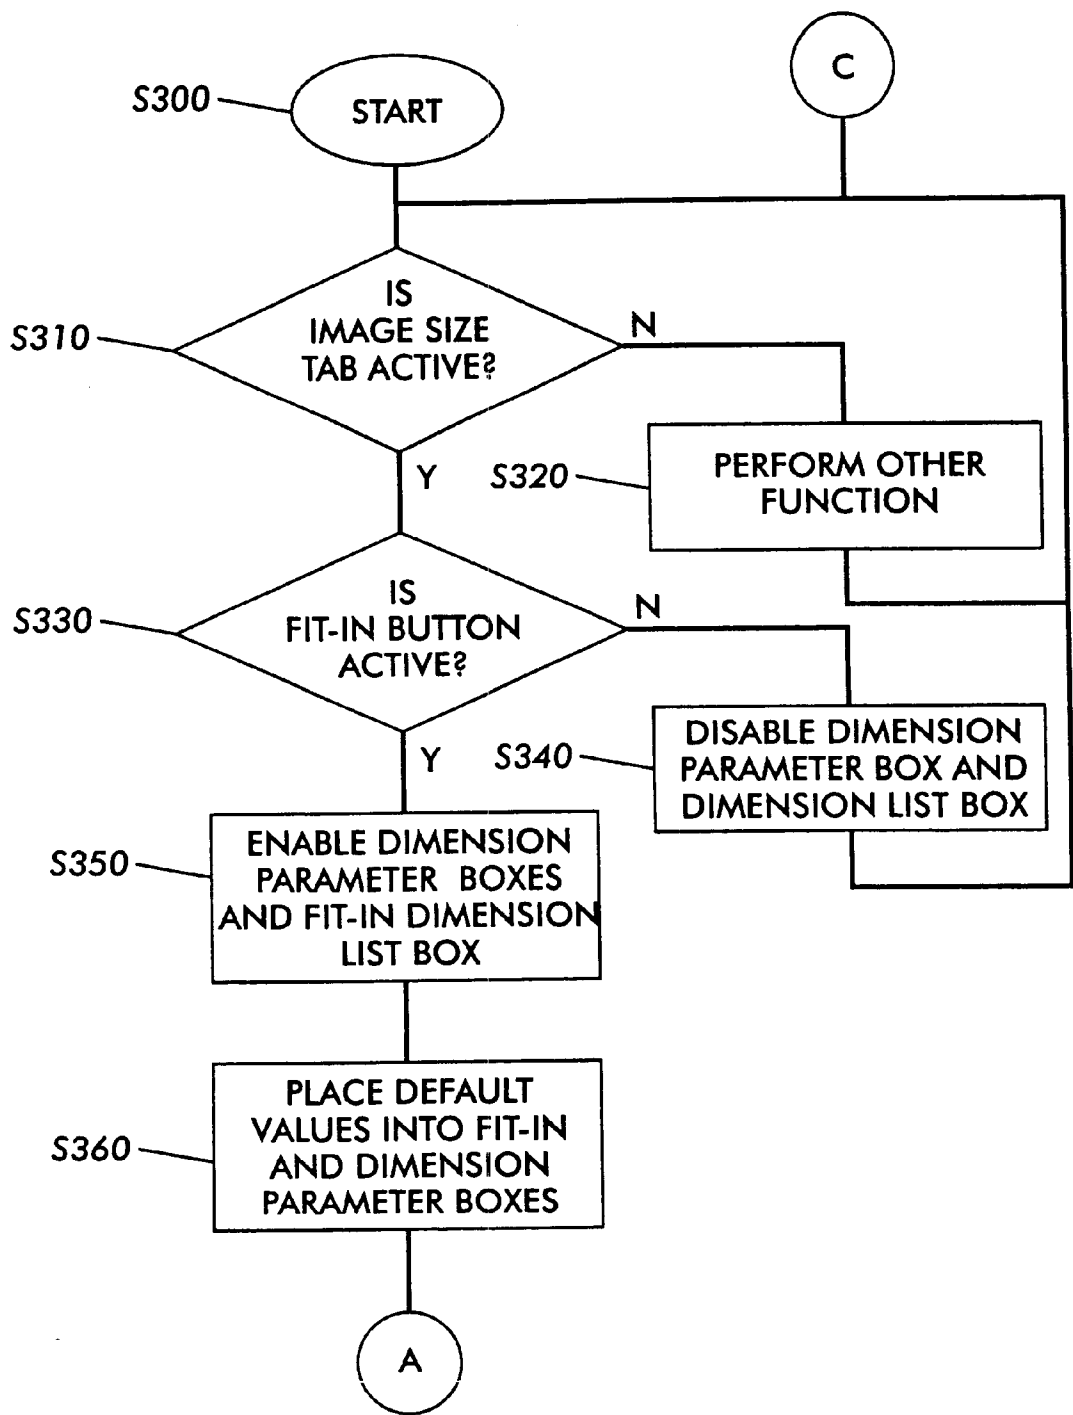 C
S300
START
IS
IMAGE SIZE
TAB ACTIVE?
S310
N
Y
S320
PERFORM OTHER
FUNCTION
IS
FIT-IN BUTTON
ACTIVE?
S330
N
Y
S340
DISABLE DIMENSION
PARAMETER BOX AND
DIMENSION LIST BOX
S350
ENABLE DIMENSION
PARAMETER BOXES
AND FIT-IN DIMENSION
LIST BOX
S360
PLACE DEFAULT
VALUES INTO FIT-IN
AND DIMENSION
PARAMETER BOXES
A